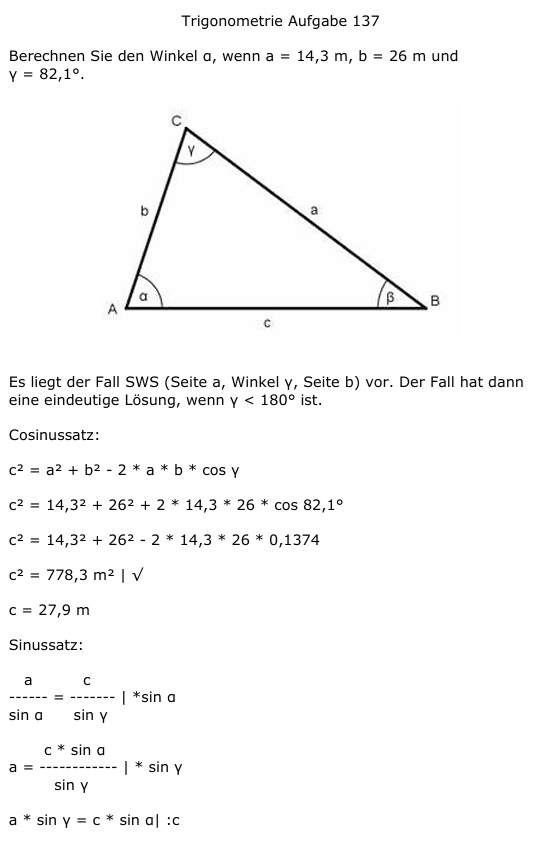 Trigonometrie Aufgabe 137
Berechnen Sie den Winkel α, wenn a = 14,3 m, b = 26 m und
γ = 82,1°.
C
γ
b
a
A
α
β
B
c
Es liegt der Fall SWS (Seite a, Winkel γ, Seite b) vor. Der Fall hat dann
eine eindeutige Lösung, wenn γ < 180° ist.
Cosinussatz:
c² = a² + b² - 2 * a * b * cos γ
c² = 14,3² + 26² + 2 * 14,3 * 26 * cos 82,1°
c² = 14,3² + 26² - 2 * 14,3 * 26 * 0,1374
c² = 778,3 m² | √
c = 27,9 m
Sinussatz:
a c
------ = ------- | *sin α
sin α sin γ
c * sin α
a = ------------ | * sin γ
sin γ
a * sin γ = c * sin α| :c